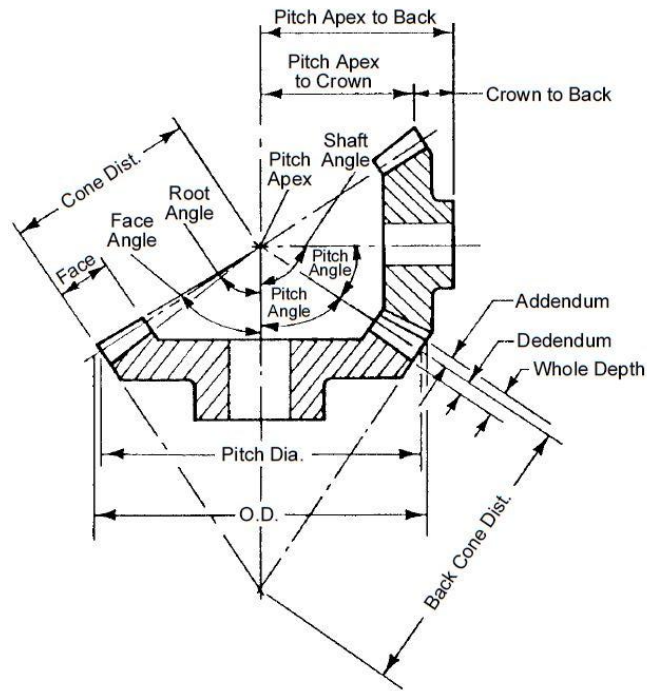 Pitch Apex to Back
Pitch Apex
to Crown
Crown to Back
Cone Dist.
Shaft
Angle
Pitch
Apex
Root
Angle
Face
Angle
Face
Pitch
Angle
Pitch
Angle
Addendum
Dedendum
Whole Depth
Pitch Dia.
O.D.
Back Cone Dist.